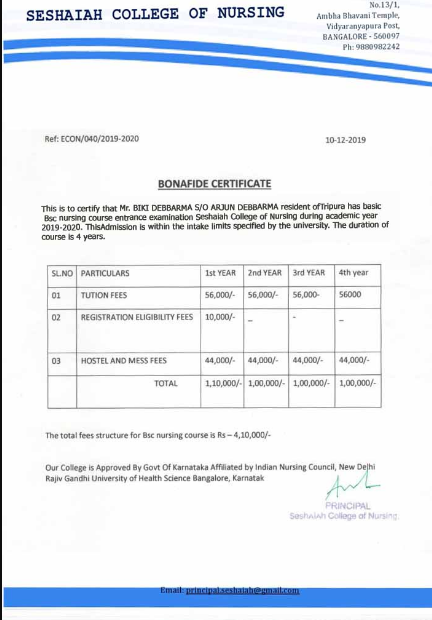 SESHAIAH COLLEGE OF NURSING
No.13/1,
Ambha Bhavani Temple,
Vidyaranyapura Post,
BANGALORE - 560097
Ph: 9880982242
Ref: ECON/040/2019-2020
10-12-2019
BONAFIDE CERTIFICATE
This is to certify that Mr. BIKI DEBBARMA S/O ARJUN DEBBARMA resident ofTripura has basic
Bsc nursing course entrance examination Seshaiah College of Nursing during academic year
2019-2020. ThisAdmission is within the intake limits specified by the university. The duration of
course is 4 years.
SL.NO PARTICULARS 1st YEAR 2nd YEAR 3rd YEAR 4th year
01 TUTION FEES 56,000/- 56,000/- 56,000- 56000
02 REGISTRATION ELIGIBILITY FEES 10,000/- _ - _
03 HOSTEL AND MESS FEES 44,000/- 44,000/- 44,000/- 44,000/-
TOTAL 1,10,000/- 1,00,000/- 1,00,000/- 1,00,000/-
The total fees structure for Bsc nursing course is Rs – 4,10,000/-
Our College is Approved By Govt Of Karnataka Affiliated by Indian Nursing Council, New Delhi
Rajiv Gandhi University of Health Science Bangalore, Karnatak
PRINCIPAL
Seshaiah College of Nursing
Email: principal.seshaiah@gmail.com